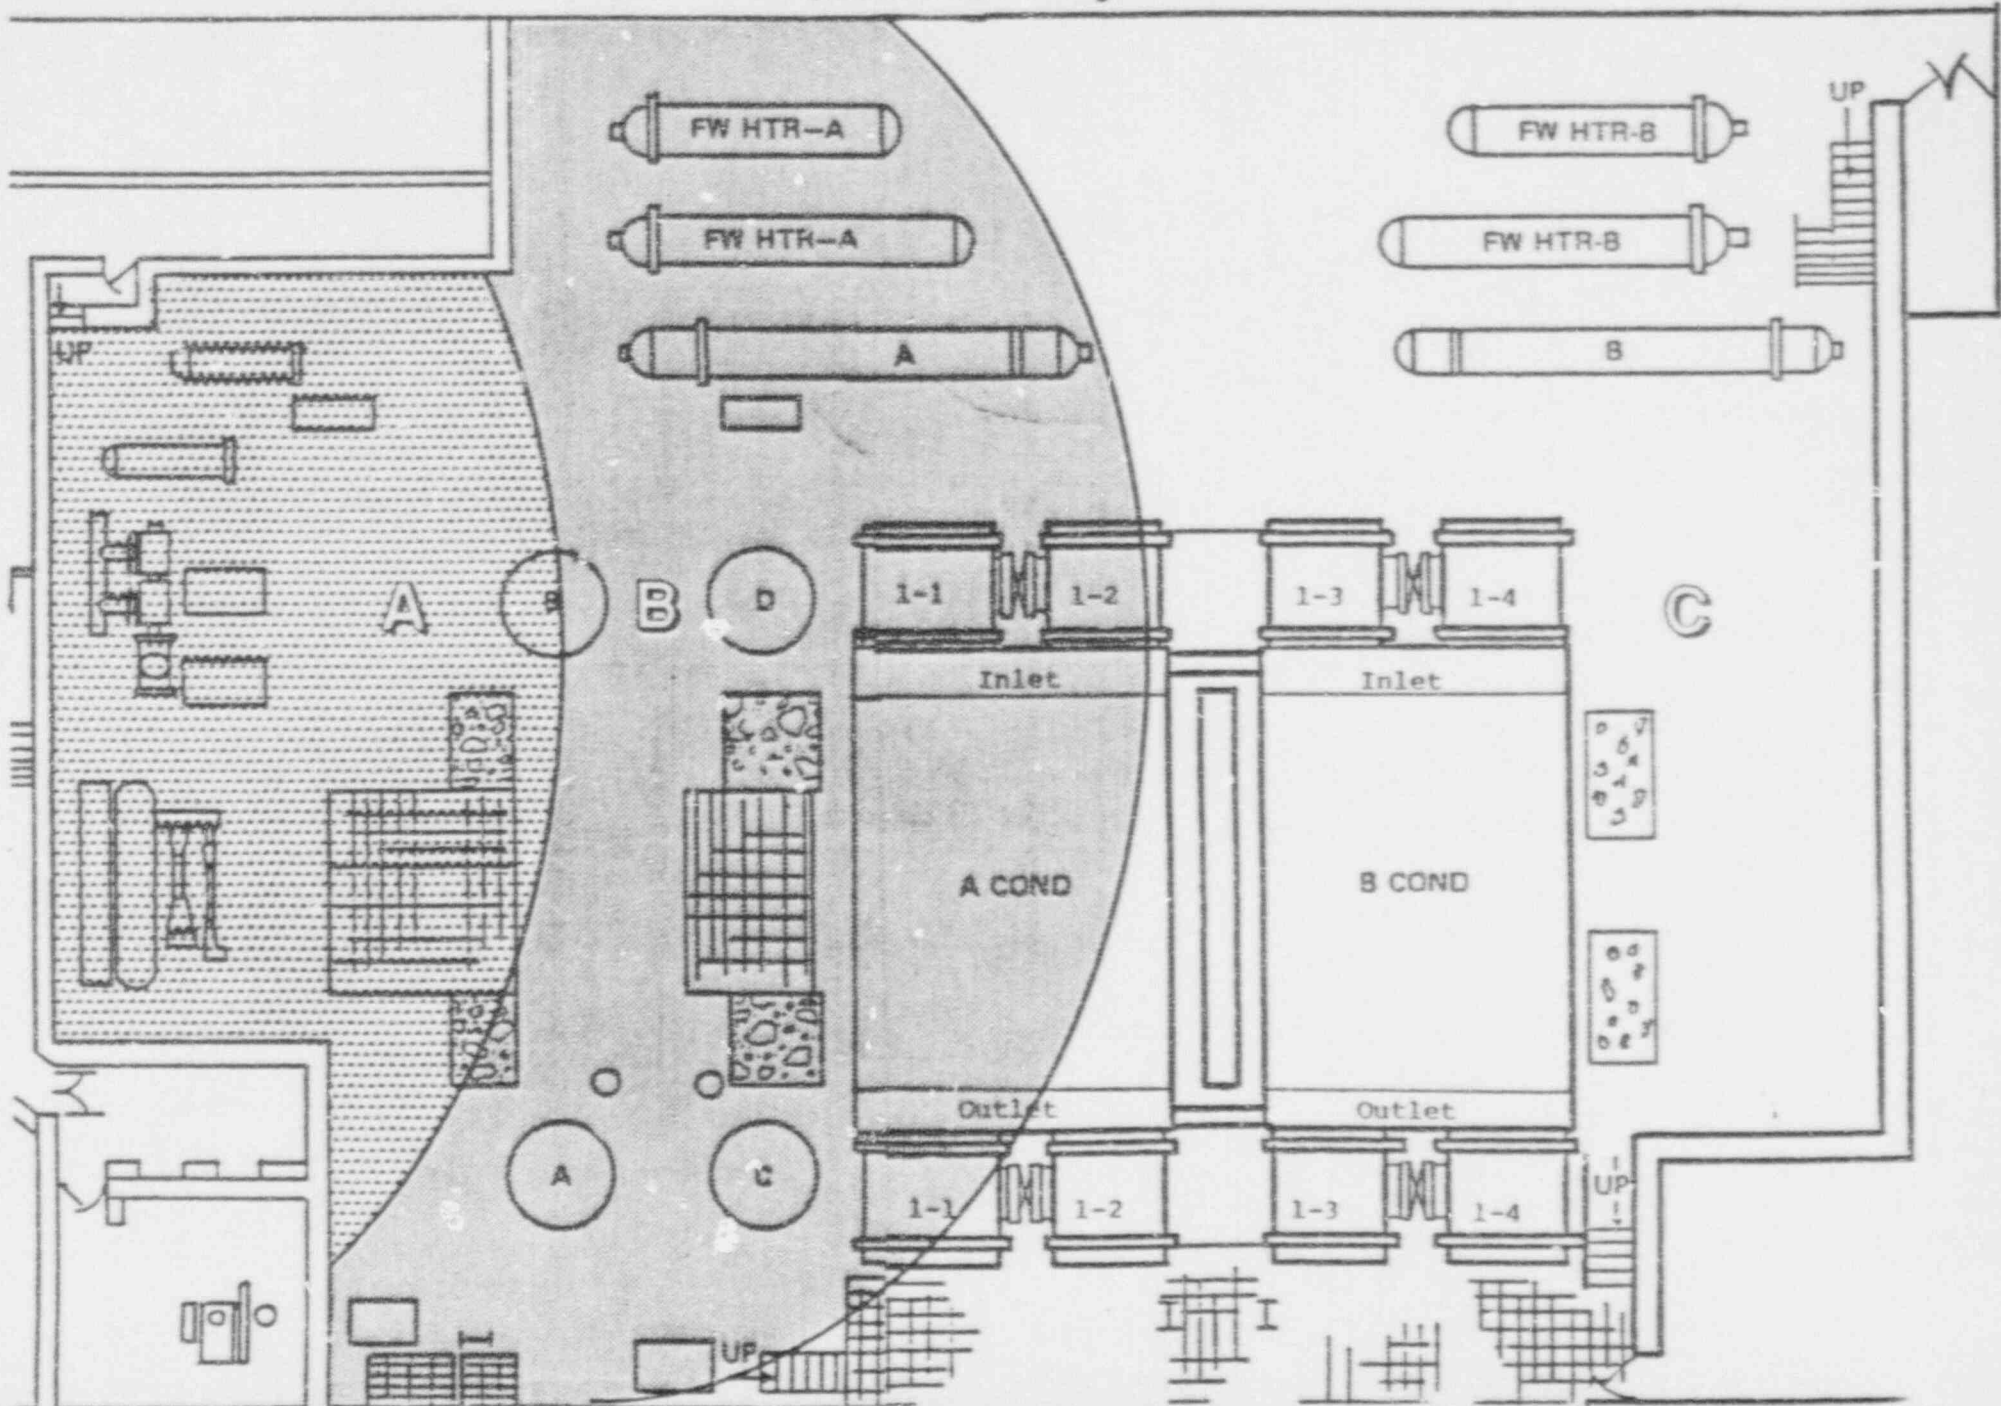 UP
FW HTR-A
FW HTR-B
FW HTR-A
FW HTR-B
UP
A
B
A
B
B
D
1-1
1-2
1-3
1-4
C
Inlet
Inlet
A COND
B COND
Outlet
Outlet
A
C
1-1
1-2
1-3
1-4
UP
UP